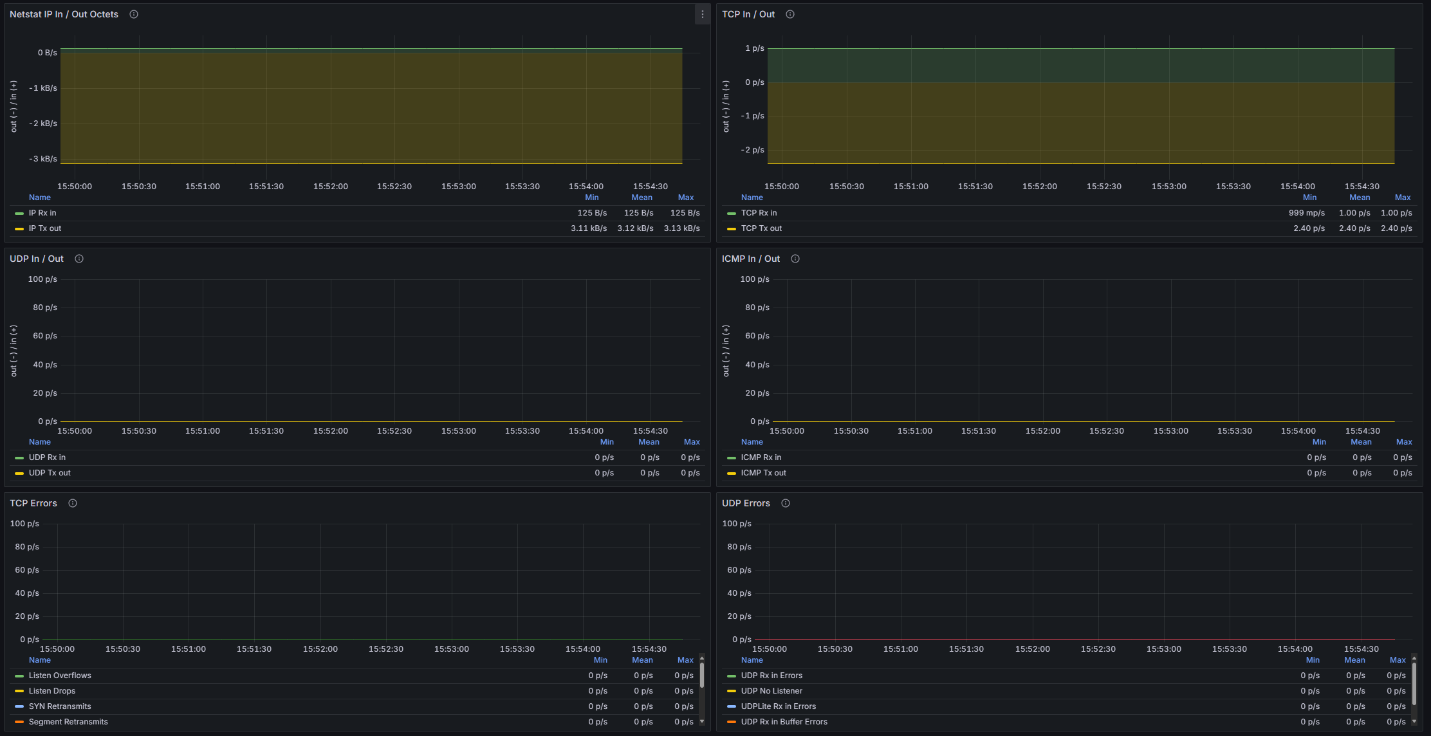 Netstat IP In / Out Octets
out (-) / in (+)
0 B/s
-1 kB/s
-2 kB/s
-3 kB/s
15:50:00 15:50:30 15:51:00 15:51:30 15:52:00 15:52:30 15:53:00 15:53:30 15:54:00 15:54:30
Name Min Mean Max
IP Rx in 125 B/s 125 B/s 125 B/s
IP Tx out 3.11 kB/s 3.12 kB/s 3.13 kB/s
TCP In / Out
out (-) / in (+)
1 p/s
0 p/s
-1 p/s
-2 p/s
15:50:00 15:50:30 15:51:00 15:51:30 15:52:00 15:52:30 15:53:00 15:53:30 15:54:00 15:54:30
Name Min Mean Max
TCP Rx in 999 mp/s 1.00 p/s 1.00 p/s
TCP Tx out 2.40 p/s 2.40 p/s 2.40 p/s
UDP In / Out
out (-) / in (+)
100 p/s
80 p/s
60 p/s
40 p/s
20 p/s
0 p/s
15:50:00 15:50:30 15:51:00 15:51:30 15:52:00 15:52:30 15:53:00 15:53:30 15:54:00 15:54:30
Name Min Mean Max
UDP Rx in 0 p/s 0 p/s 0 p/s
UDP Tx out 0 p/s 0 p/s 0 p/s
ICMP In / Out
out (-) / in (+)
100 p/s
80 p/s
60 p/s
40 p/s
20 p/s
0 p/s
15:50:00 15:50:30 15:51:00 15:51:30 15:52:00 15:52:30 15:53:00 15:53:30 15:54:00 15:54:30
Name Min Mean Max
ICMP Rx in 0 p/s 0 p/s 0 p/s
ICMP Tx out 0 p/s 0 p/s 0 p/s
TCP Errors
100 p/s
80 p/s
60 p/s
40 p/s
20 p/s
0 p/s
15:50:00 15:50:30 15:51:00 15:51:30 15:52:00 15:52:30 15:53:00 15:53:30 15:54:00 15:54:30
Name Min Mean Max
Listen Overflows 0 p/s 0 p/s 0 p/s
Listen Drops 0 p/s 0 p/s 0 p/s
SYN Retransmits 0 p/s 0 p/s 0 p/s
Segment Retransmits 0 p/s 0 p/s 0 p/s
UDP Errors
100 p/s
80 p/s
60 p/s
40 p/s
20 p/s
0 p/s
15:50:00 15:50:30 15:51:00 15:51:30 15:52:00 15:52:30 15:53:00 15:53:30 15:54:00 15:54:30
Name Min Mean Max
UDP Rx in Errors 0 p/s 0 p/s 0 p/s
UDP No Listener 0 p/s 0 p/s 0 p/s
UDPLite Rx in Errors 0 p/s 0 p/s 0 p/s
UDP Rx in Buffer Errors 0 p/s 0 p/s 0 p/s